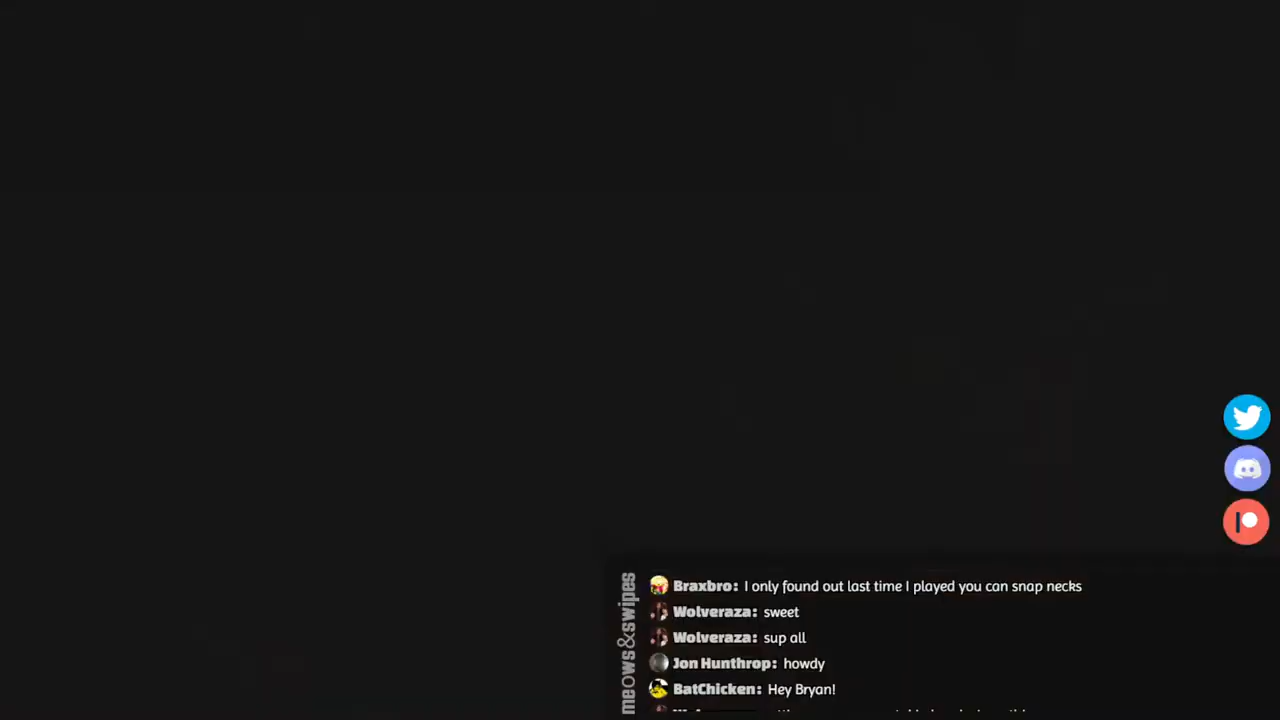 meows&swipes
Braxbro: I only found out last time I played you can snap necks
Wolveraza: sweet
Wolveraza: sup all
Jon Hunthrop: howdy
BatChicken: Hey Bryan!